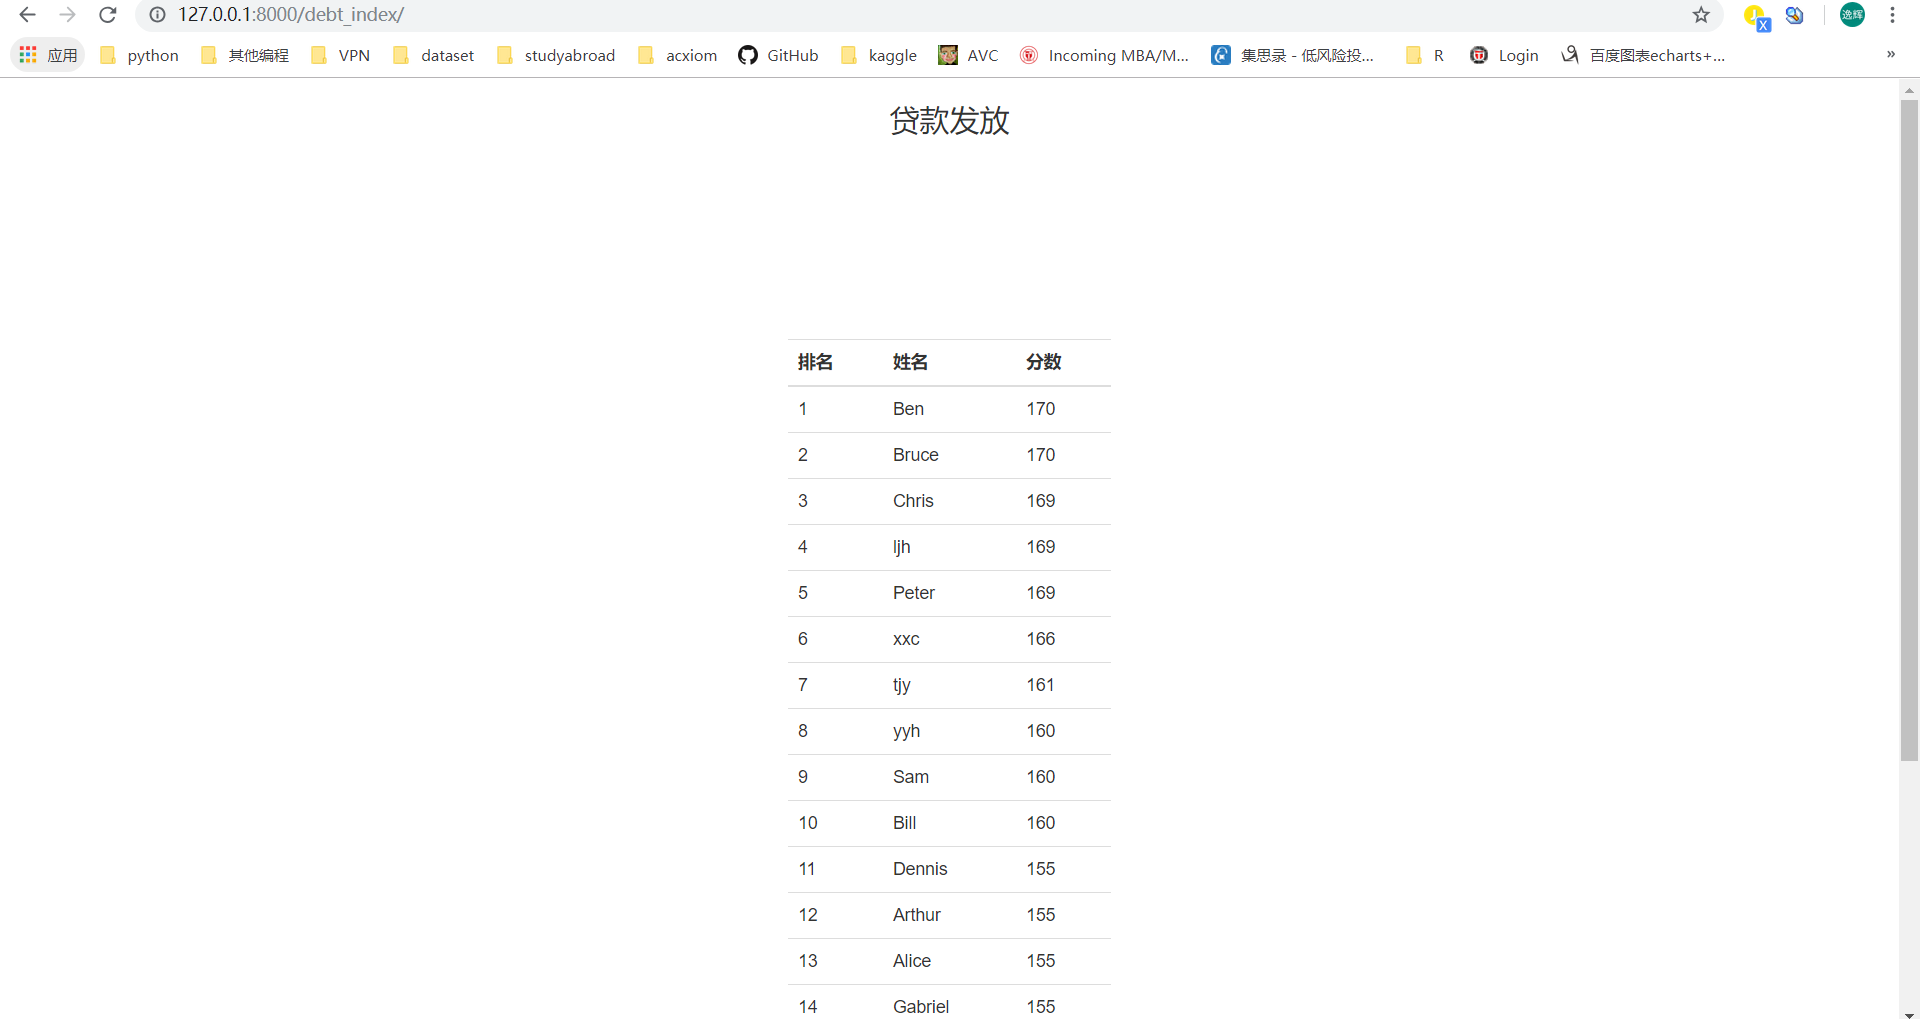 127.0.0.1:8000/debt_index/
逸辉
应用 python 其他编程 VPN dataset studyabroad acxiom GitHub kaggle AVC Incoming MBA/M... 集思录 - 低风险投... R Login 百度图表echarts+... »
贷款发放
排名 姓名 分数
1 Ben 170
2 Bruce 170
3 Chris 169
4 ljh 169
5 Peter 169
6 xxc 166
7 tjy 161
8 yyh 160
9 Sam 160
10 Bill 160
11 Dennis 155
12 Arthur 155
13 Alice 155
14 Gabriel 155